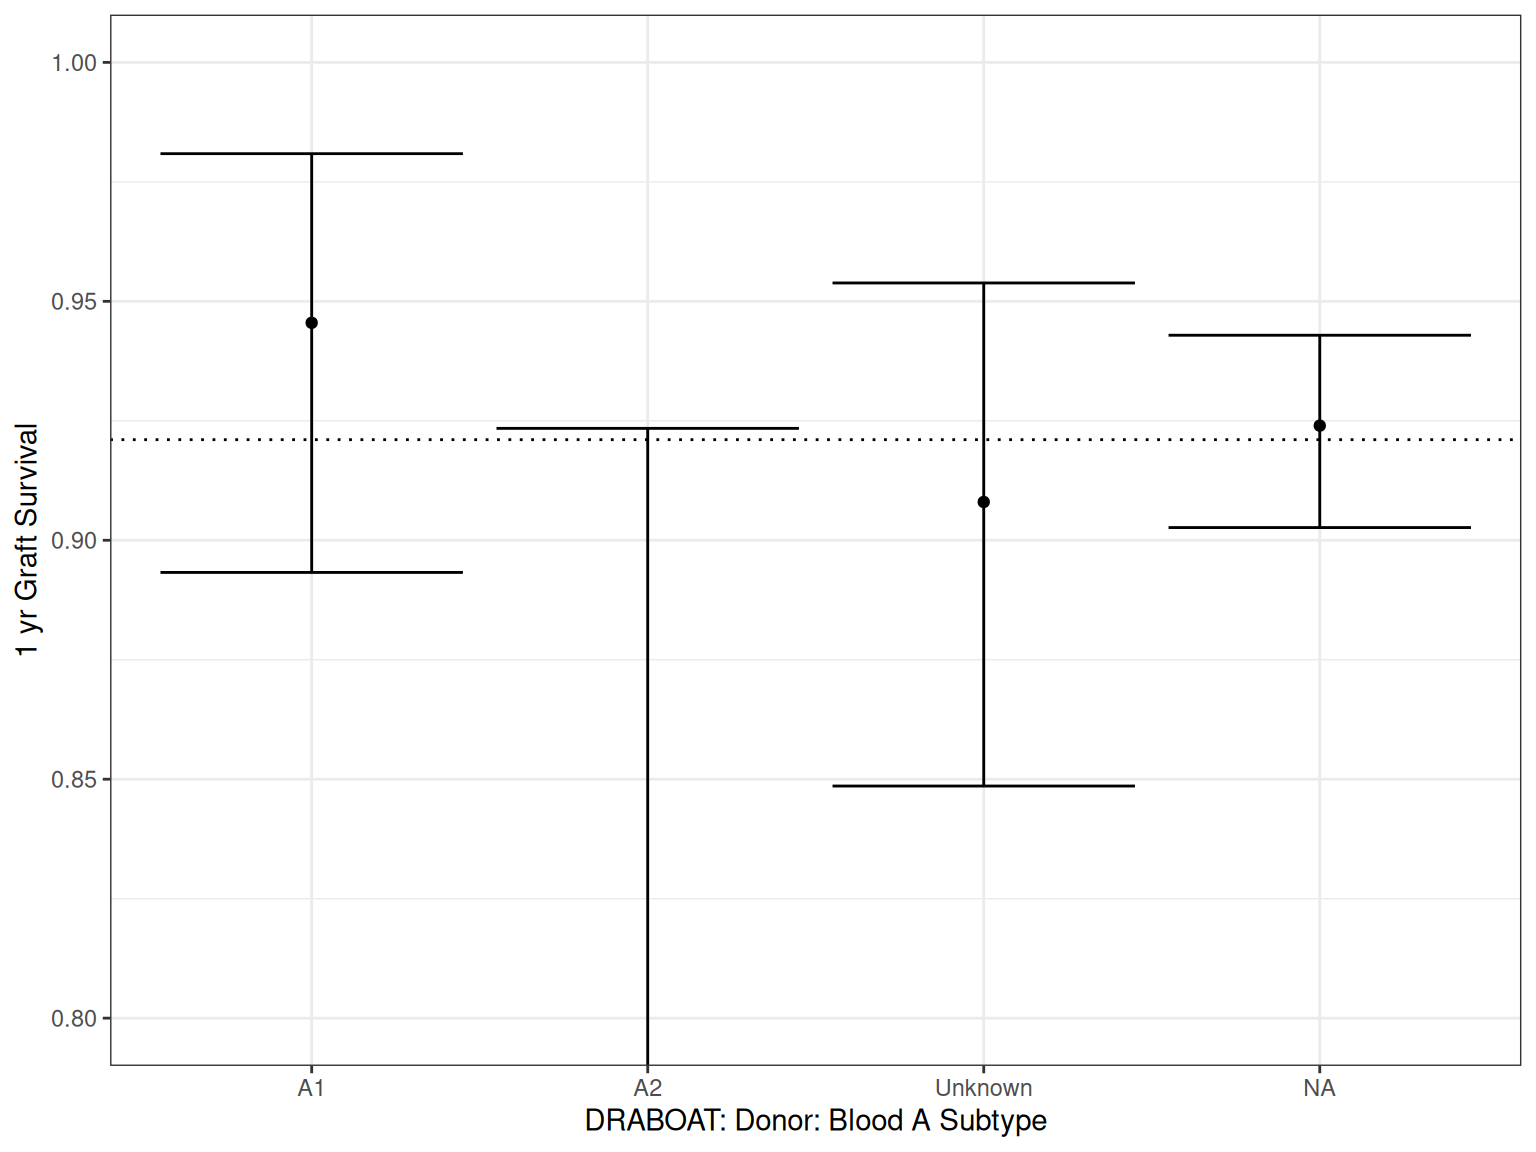 1 yr Graft Survival
1.00
0.95
0.90
0.85
0.80
A1 A2 Unknown NA
DRABOAT: Donor: Blood A Subtype